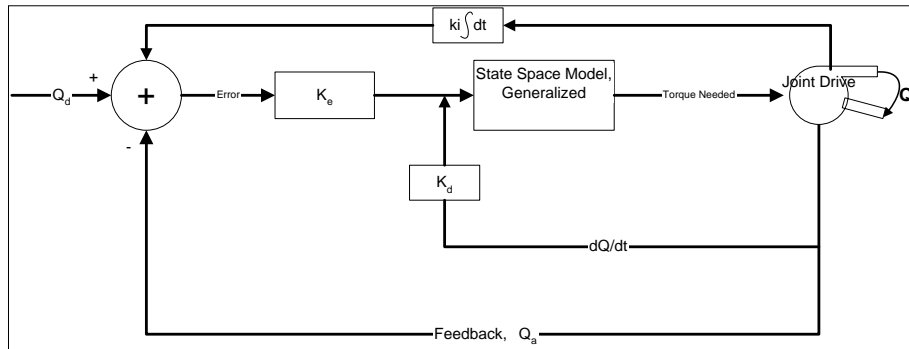 ki∫dt
+
Q_d
+
Error
K_e
State Space Model,
Generalized
Torque Needed
Joint Drive
Q
-
K_d
dQ/dt
Feedback, Q_a